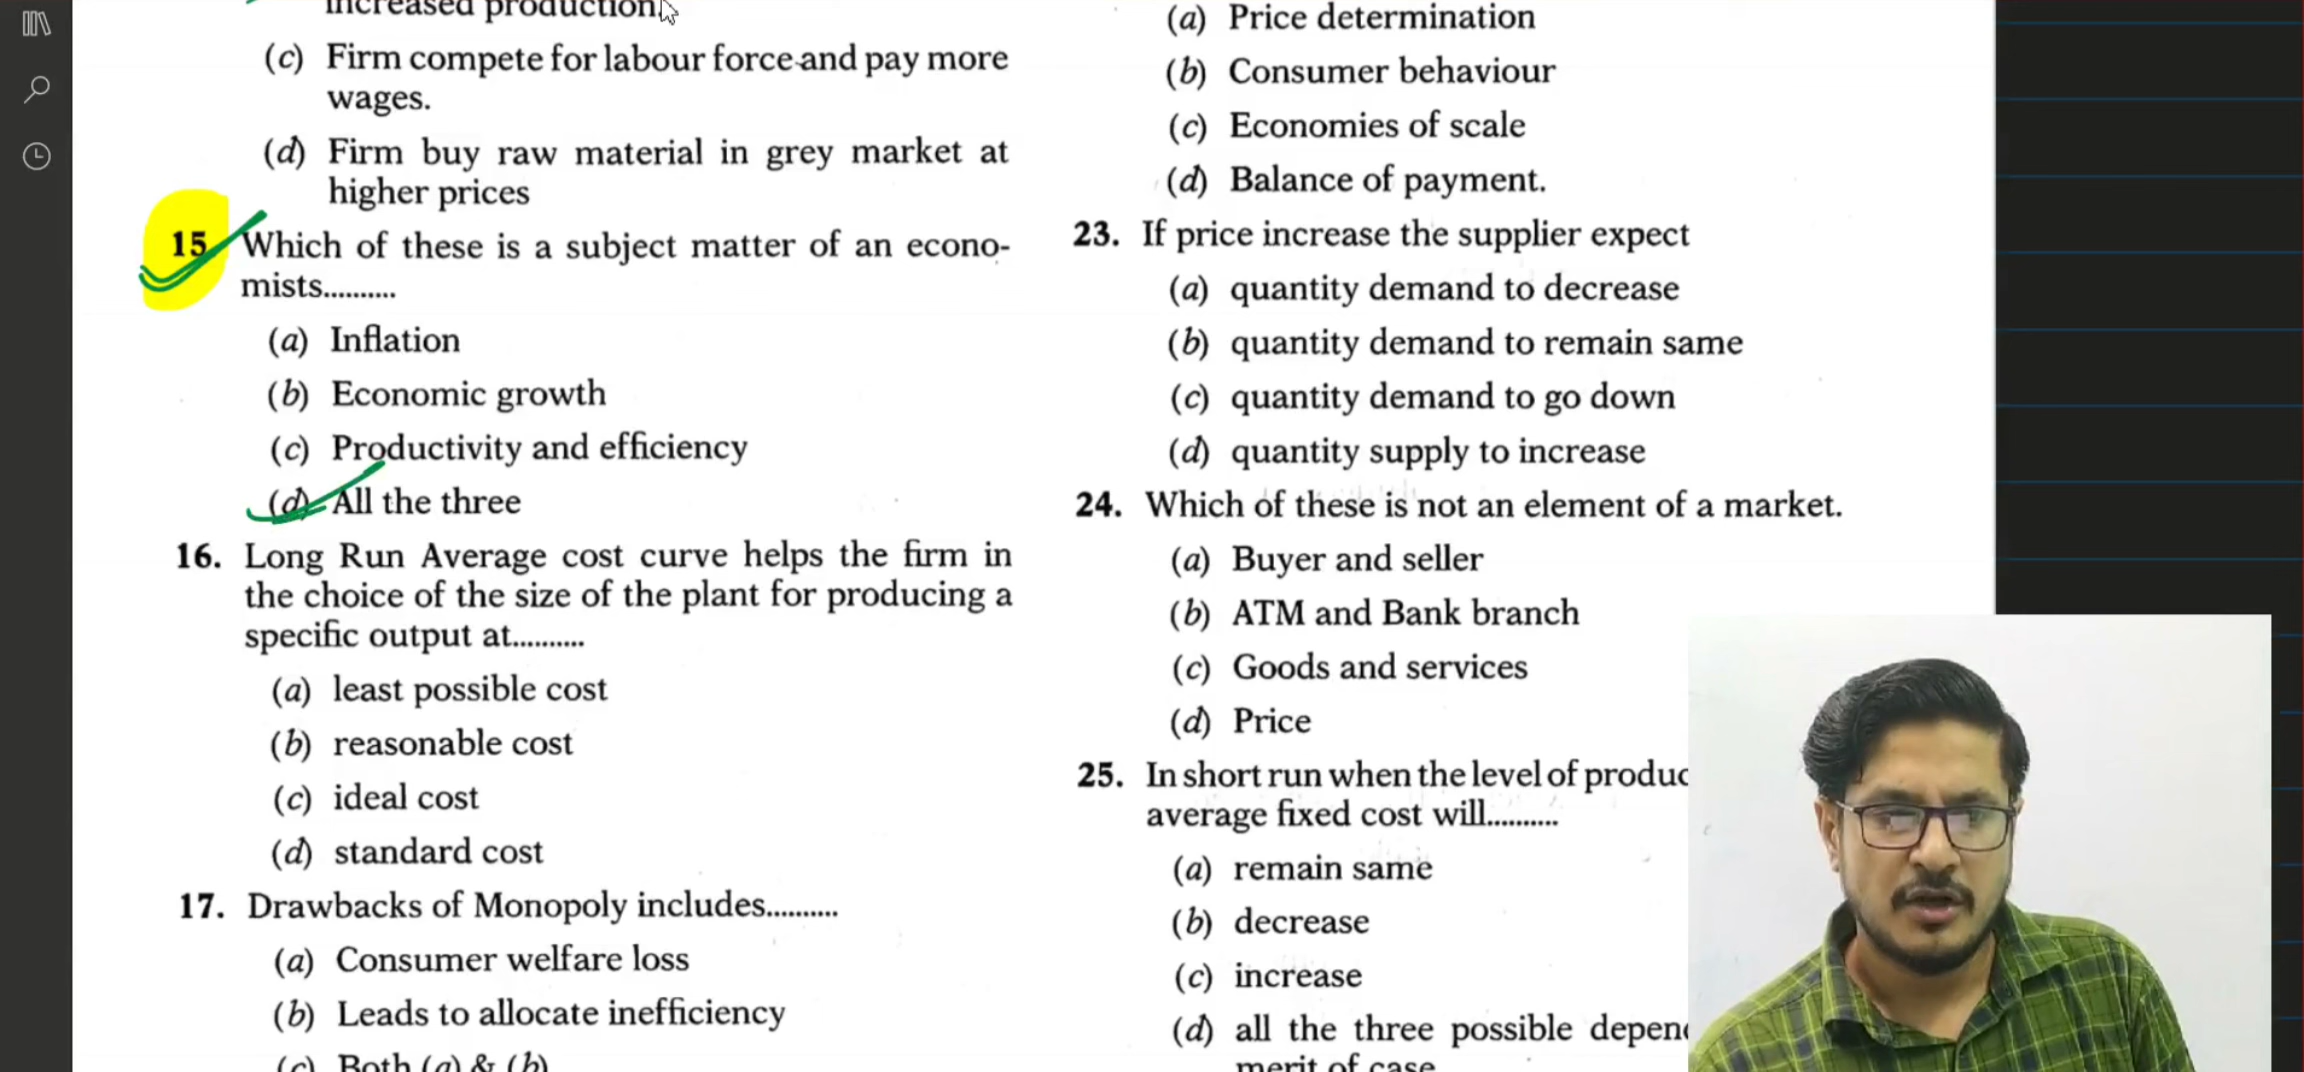 increased production.
(c) Firm compete for labour force and pay more
wages.
(d) Firm buy raw material in grey market at
higher prices
15. Which of these is a subject matter of an econo-
mists..........
(a) Inflation
(b) Economic growth
(c) Productivity and efficiency
(d) All the three
16. Long Run Average cost curve helps the firm in
the choice of the size of the plant for producing a
specific output at..........
(a) least possible cost
(b) reasonable cost
(c) ideal cost
(d) standard cost
17. Drawbacks of Monopoly includes..........
(a) Consumer welfare loss
(b) Leads to allocate inefficiency
(c) Both (a) & (b)
(a) Price determination
(b) Consumer behaviour
(c) Economies of scale
(d) Balance of payment.
23. If price increase the supplier expect
(a) quantity demand to decrease
(b) quantity demand to remain same
(c) quantity demand to go down
(d) quantity supply to increase
24. Which of these is not an element of a market.
(a) Buyer and seller
(b) ATM and Bank branch
(c) Goods and services
(d) Price
25. In short run when the level of produc
average fixed cost will..........
(a) remain same
(b) decrease
(c) increase
(d) all the three possible depen
merit of case